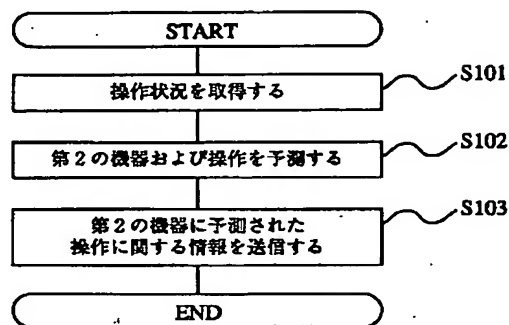 START
操作状況を取得する
S101
第2の機器および操作を予測する
S102
第2の機器に予測された
操作に関する情報を送信する
S103
END